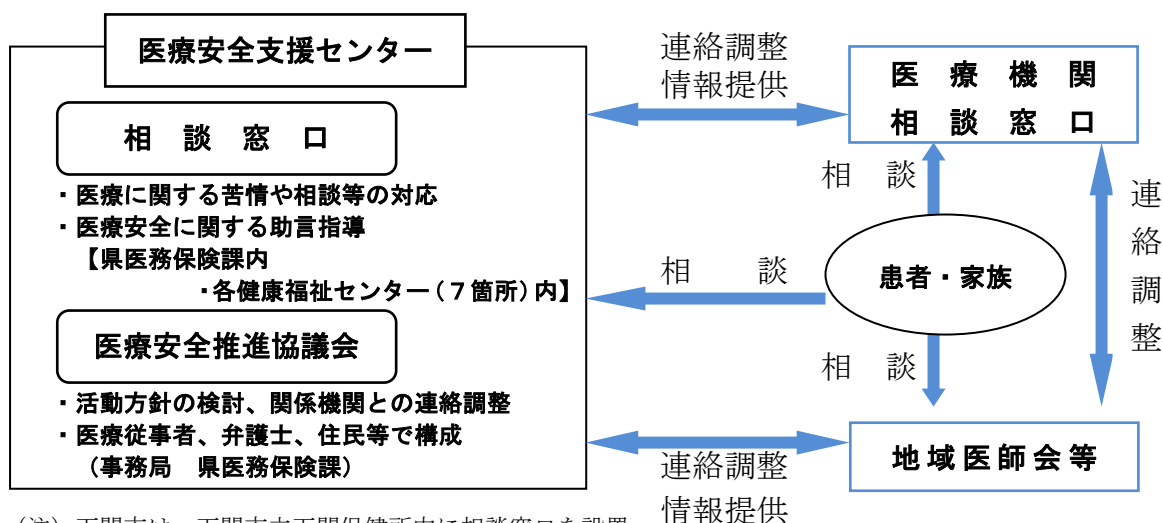 医療安全支援センター
相談窓口
・医療に関する苦情や相談等の対応
・医療安全に関する助言指導
【県医務保険課内
・各健康福祉センター(7箇所)内】
医療安全推進協議会
・活動方針の検討、関係機関との連絡調整
・医療従事者、弁護士、住民等で構成
(事務局 県医務保険課)
連絡調整
情報提供
医療機関
相談窓口
相談
連絡調整
相談
患者・家族
相談
連絡調整
情報提供
地域医師会等